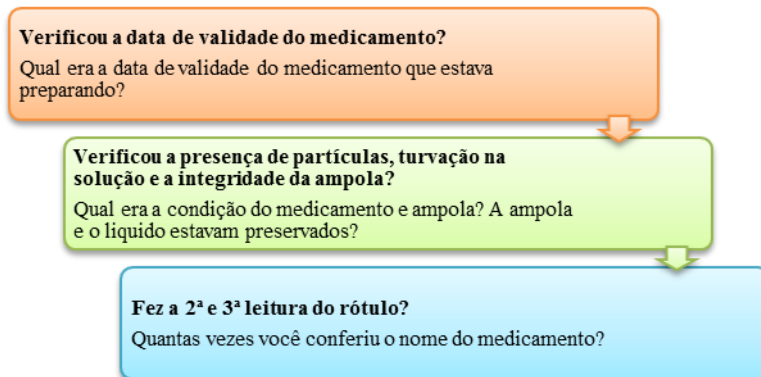 Verificou a data de validade do medicamento?
Qual era a data de validade do medicamento que estava
preparando?
Verificou a presença de partículas, turvação na
solução e a integridade da ampola?
Qual era a condição do medicamento e ampola? A ampola
e o liquido estavam preservados?
Fez a 2ª e 3ª leitura do rótulo?
Quantas vezes você conferiu o nome do medicamento?